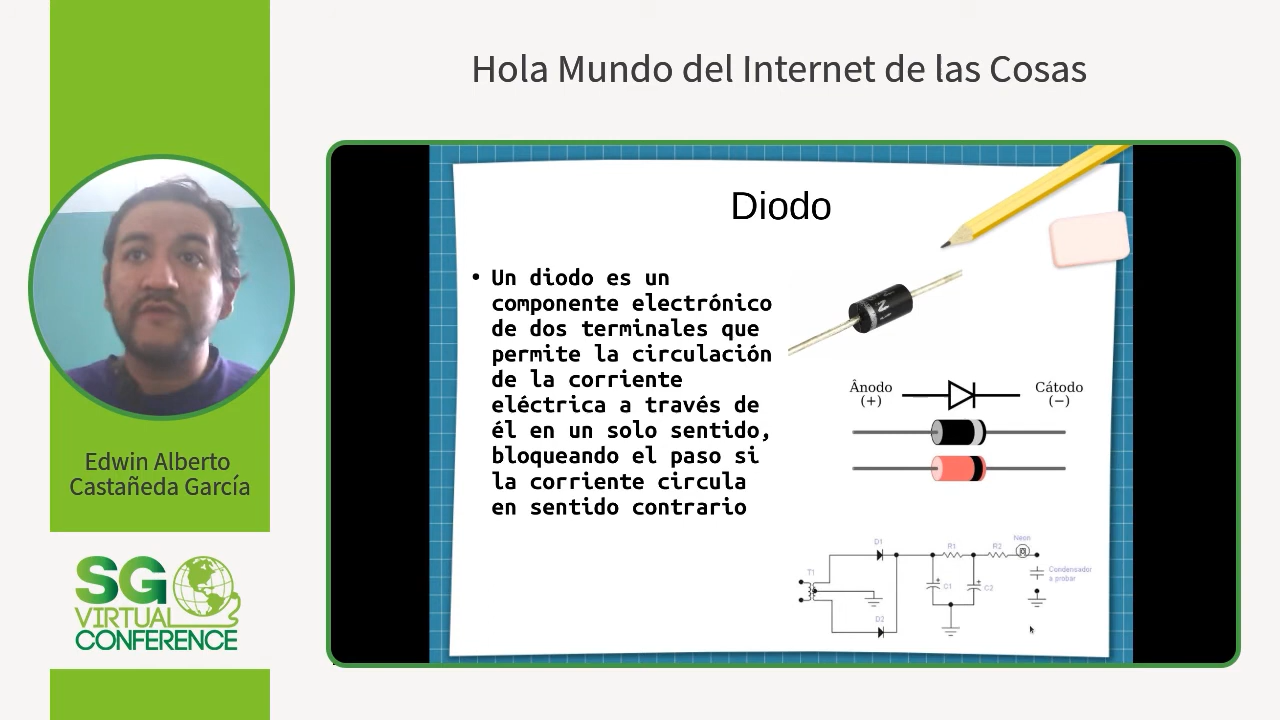 Hola Mundo del Internet de las Cosas
Edwin Alberto
Castañeda García
SG
VIRTUAL
CONFERENCE
Diodo
• Un diodo es un
componente electrónico
de dos terminales que
permite la circulación
de la corriente
eléctrica a través de
él en un solo sentido,
bloqueando el paso si
la corriente circula
en sentido contrario
Ânodo
(+)
Cátodo
(−)
D1
R1
R2
Neon
T1
C1
C2
Condensador
a probar
D2